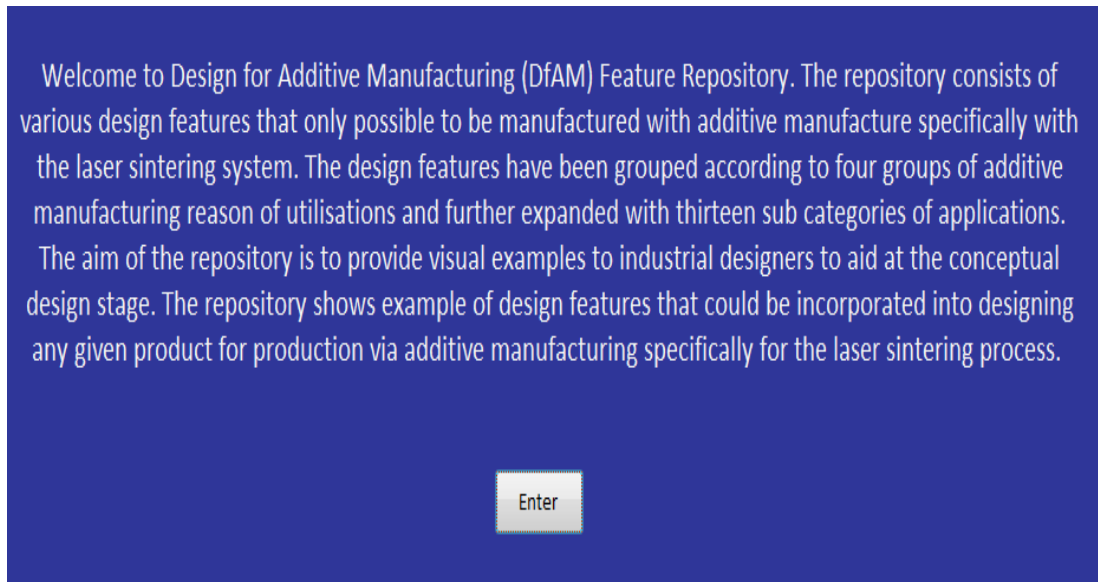 Welcome to Design for Additive Manufacturing (DfAM) Feature Repository. The repository consists of
various design features that only possible to be manufactured with additive manufacture specifically with
the laser sintering system. The design features have been grouped according to four groups of additive
manufacturing reason of utilisations and further expanded with thirteen sub categories of applications.
The aim of the repository is to provide visual examples to industrial designers to aid at the conceptual
design stage. The repository shows example of design features that could be incorporated into designing
any given product for production via additive manufacturing specifically for the laser sintering process.
Enter